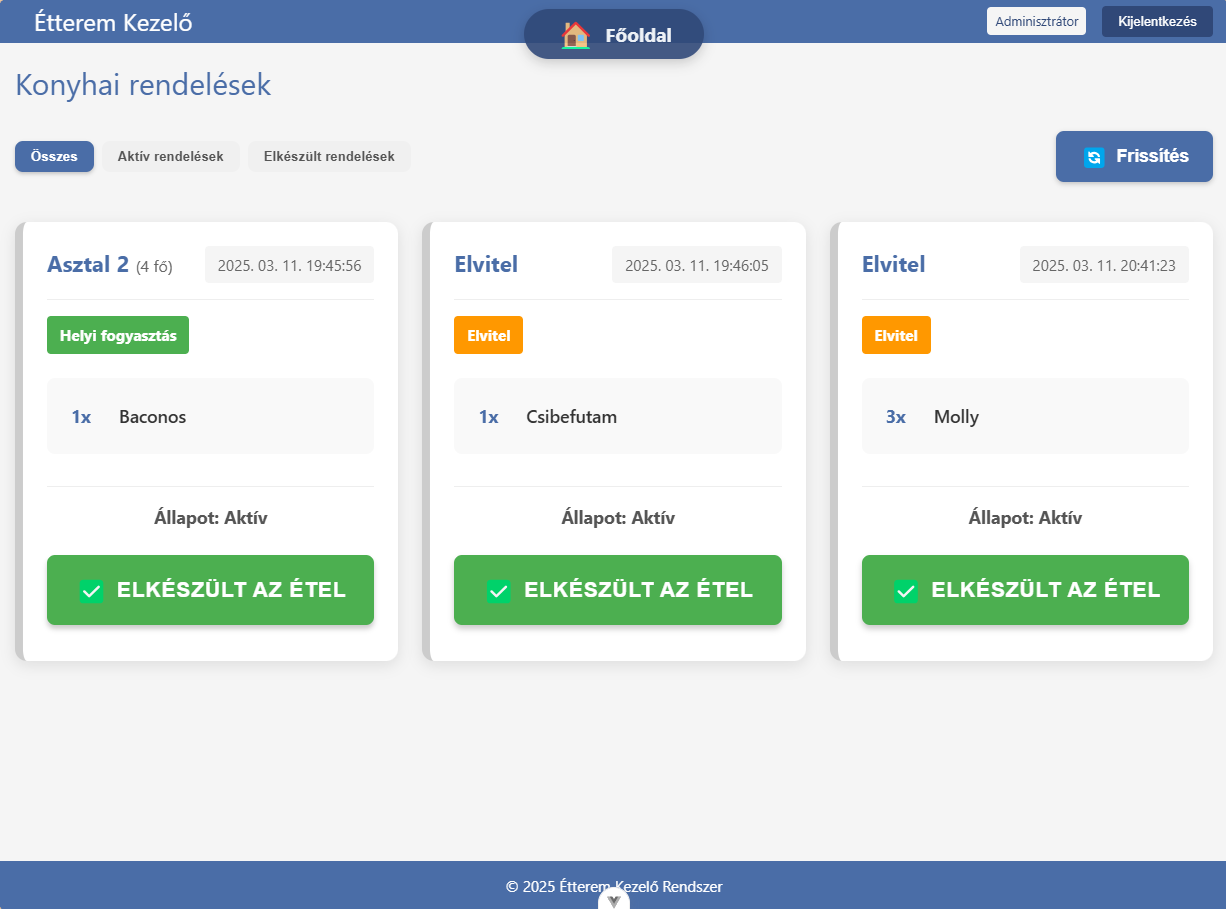 Étterem Kezelő
Főoldal
Adminisztrátor
Kijelentkezés
Konyhai rendelések
Összes
Aktív rendelések
Elkészült rendelések
Frissítés
Asztal 2 (4 fő)
2025. 03. 11. 19:45:56
Helyi fogyasztás
1x Baconos
Állapot: Aktív
ELKÉSZÜLT AZ ÉTEL
Elvitel
2025. 03. 11. 19:46:05
Elvitel
1x Csibefutam
Állapot: Aktív
ELKÉSZÜLT AZ ÉTEL
Elvitel
2025. 03. 11. 20:41:23
Elvitel
3x Molly
Állapot: Aktív
ELKÉSZÜLT AZ ÉTEL
© 2025 Étterem Kezelő Rendszer